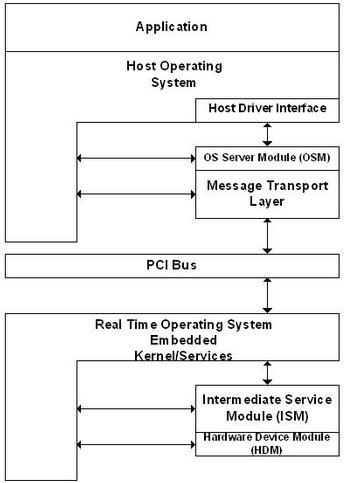 Application
Host Operating
System
Host Driver Interface
OS Server Module (OSM)
Message Transport
Layer
PCI Bus
Real Time Operating System
Embedded
Kernel/Services
Intermediate Service
Module (ISM)
Hardware Device Module
(HDM)